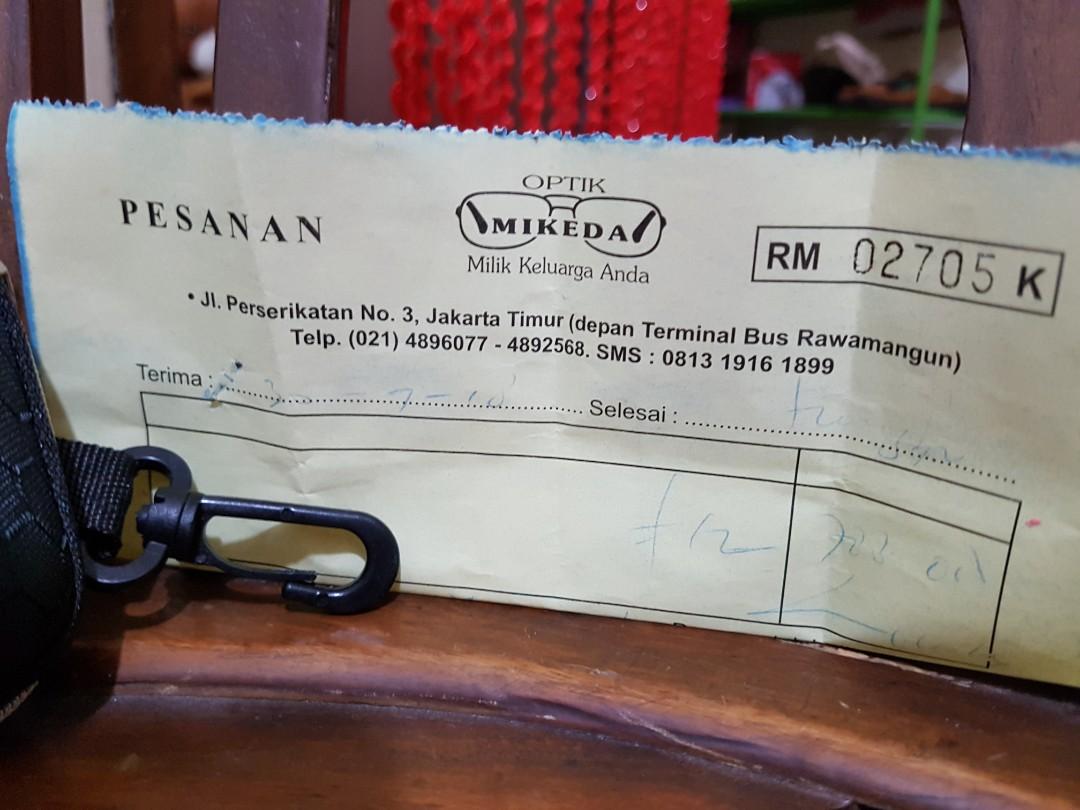 PESANAN
OPTIK
MIKEDA
Milik Keluarga Anda
RM 02705 K
• Jl. Perserikatan No. 3, Jakarta Timur (depan Terminal Bus Rawamangun)
Telp. (021) 4896077 - 4892568. SMS : 0813 1916 1899
Terima :
Selesai :